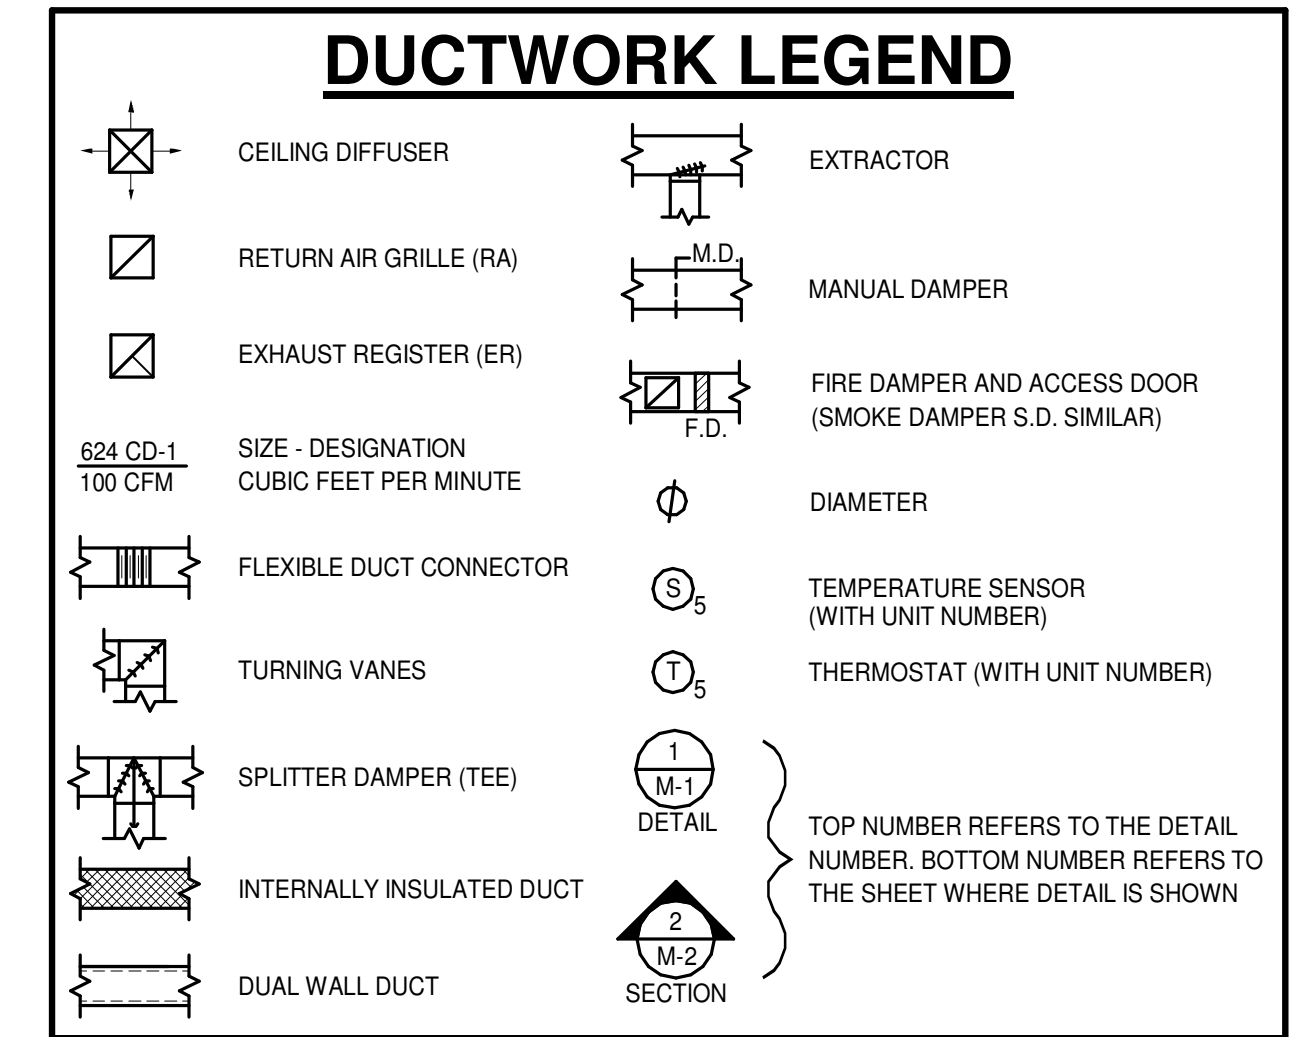 DUCTWORK LEGEND
CEILING DIFFUSER
RETURN AIR GRILLE (RA)
EXHAUST REGISTER (ER)
624 CD-1
100 CFM
SIZE - DESIGNATION
CUBIC FEET PER MINUTE
FLEXIBLE DUCT CONNECTOR
TURNING VANES
SPLITTER DAMPER (TEE)
INTERNALLY INSULATED DUCT
DUAL WALL DUCT
EXTRACTOR
M.D.
MANUAL DAMPER
F.D.
FIRE DAMPER AND ACCESS DOOR
(SMOKE DAMPER S.D. SIMILAR)
DIAMETER
S
5
TEMPERATURE SENSOR
(WITH UNIT NUMBER)
T
5
THERMOSTAT (WITH UNIT NUMBER)
1
M-1
DETAIL
2
M-2
SECTION
TOP NUMBER REFERS TO THE DETAIL
NUMBER. BOTTOM NUMBER REFERS TO
THE SHEET WHERE DETAIL IS SHOWN